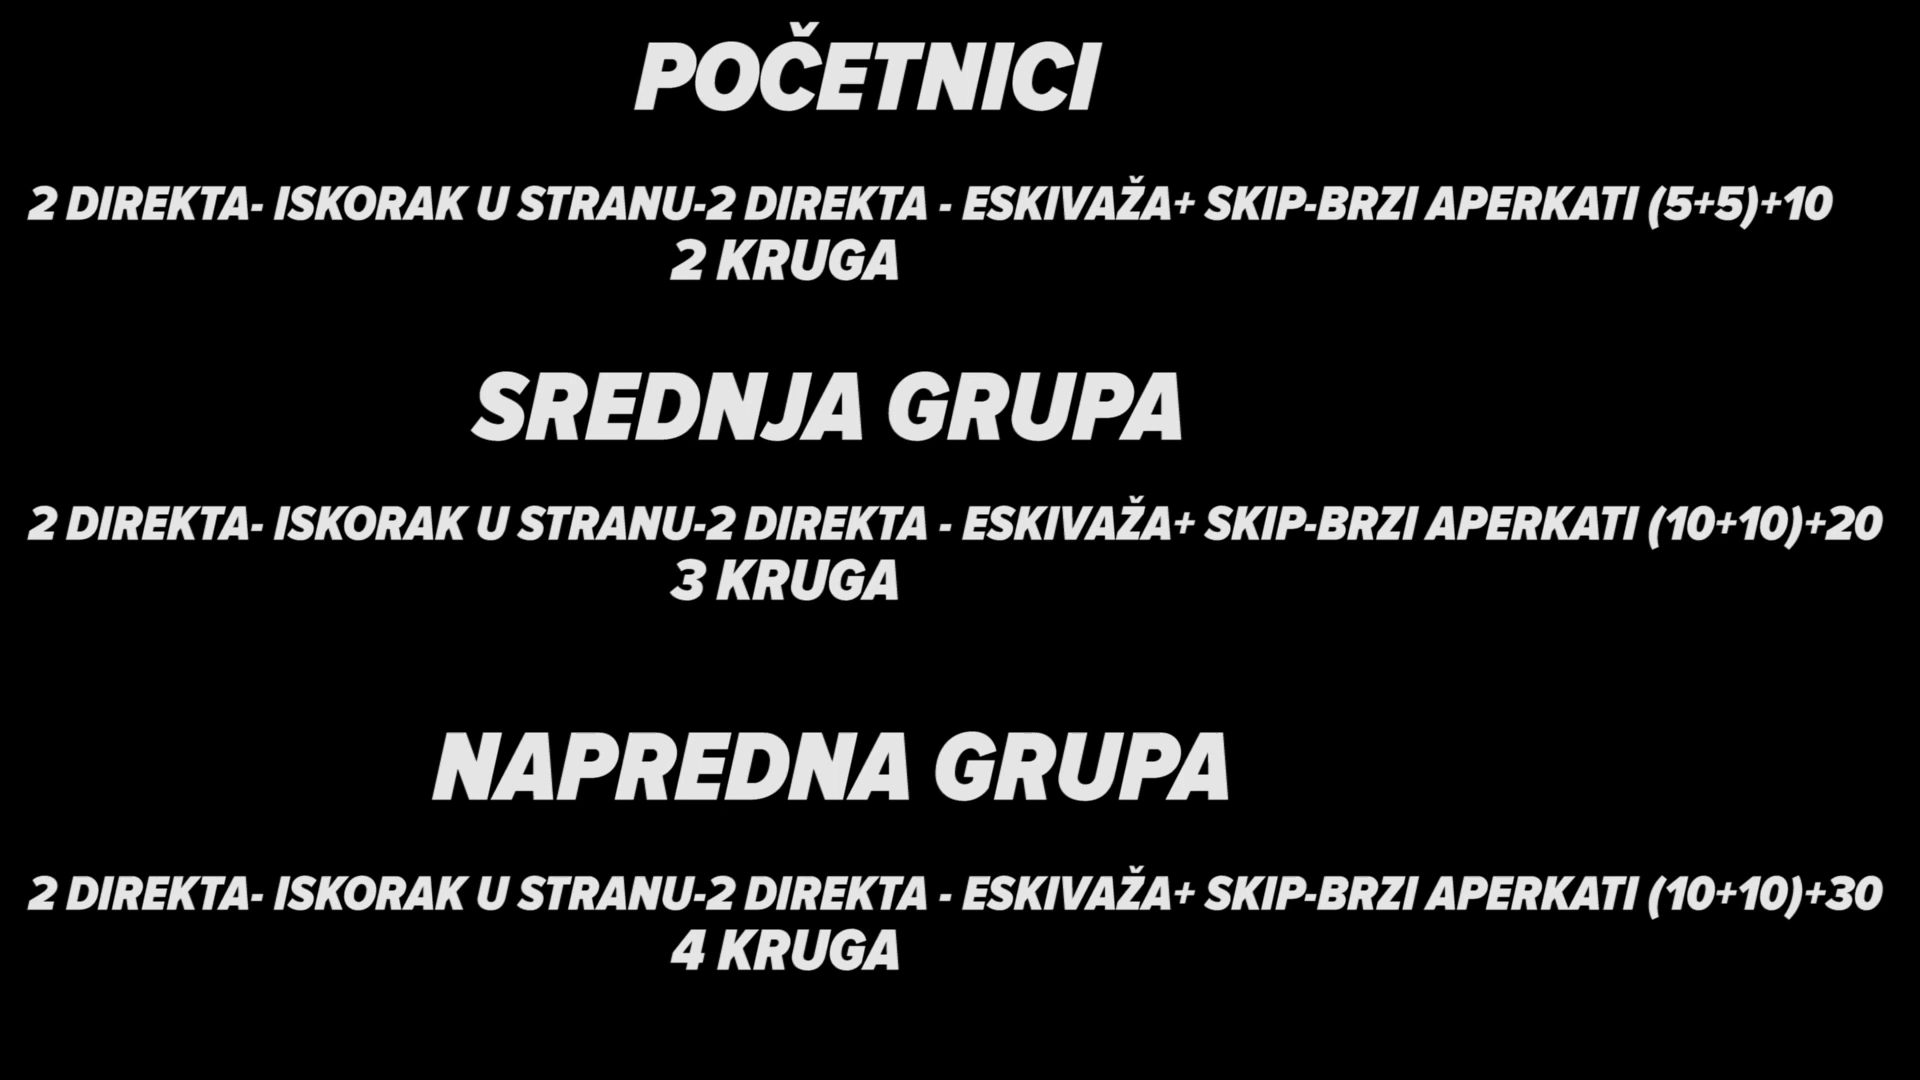 POČETNICI
2 DIREKTA- ISKORAK U STRANU-2 DIREKTA - ESKIVAŽA+ SKIP-BRZI APERKATI (5+5)+10
2 KRUGA
SREDNJA GRUPA
2 DIREKTA- ISKORAK U STRANU-2 DIREKTA - ESKIVAŽA+ SKIP-BRZI APERKATI (10+10)+20
3 KRUGA
NAPREDNA GRUPA
2 DIREKTA- ISKORAK U STRANU-2 DIREKTA - ESKIVAŽA+ SKIP-BRZI APERKATI (10+10)+30
4 KRUGA